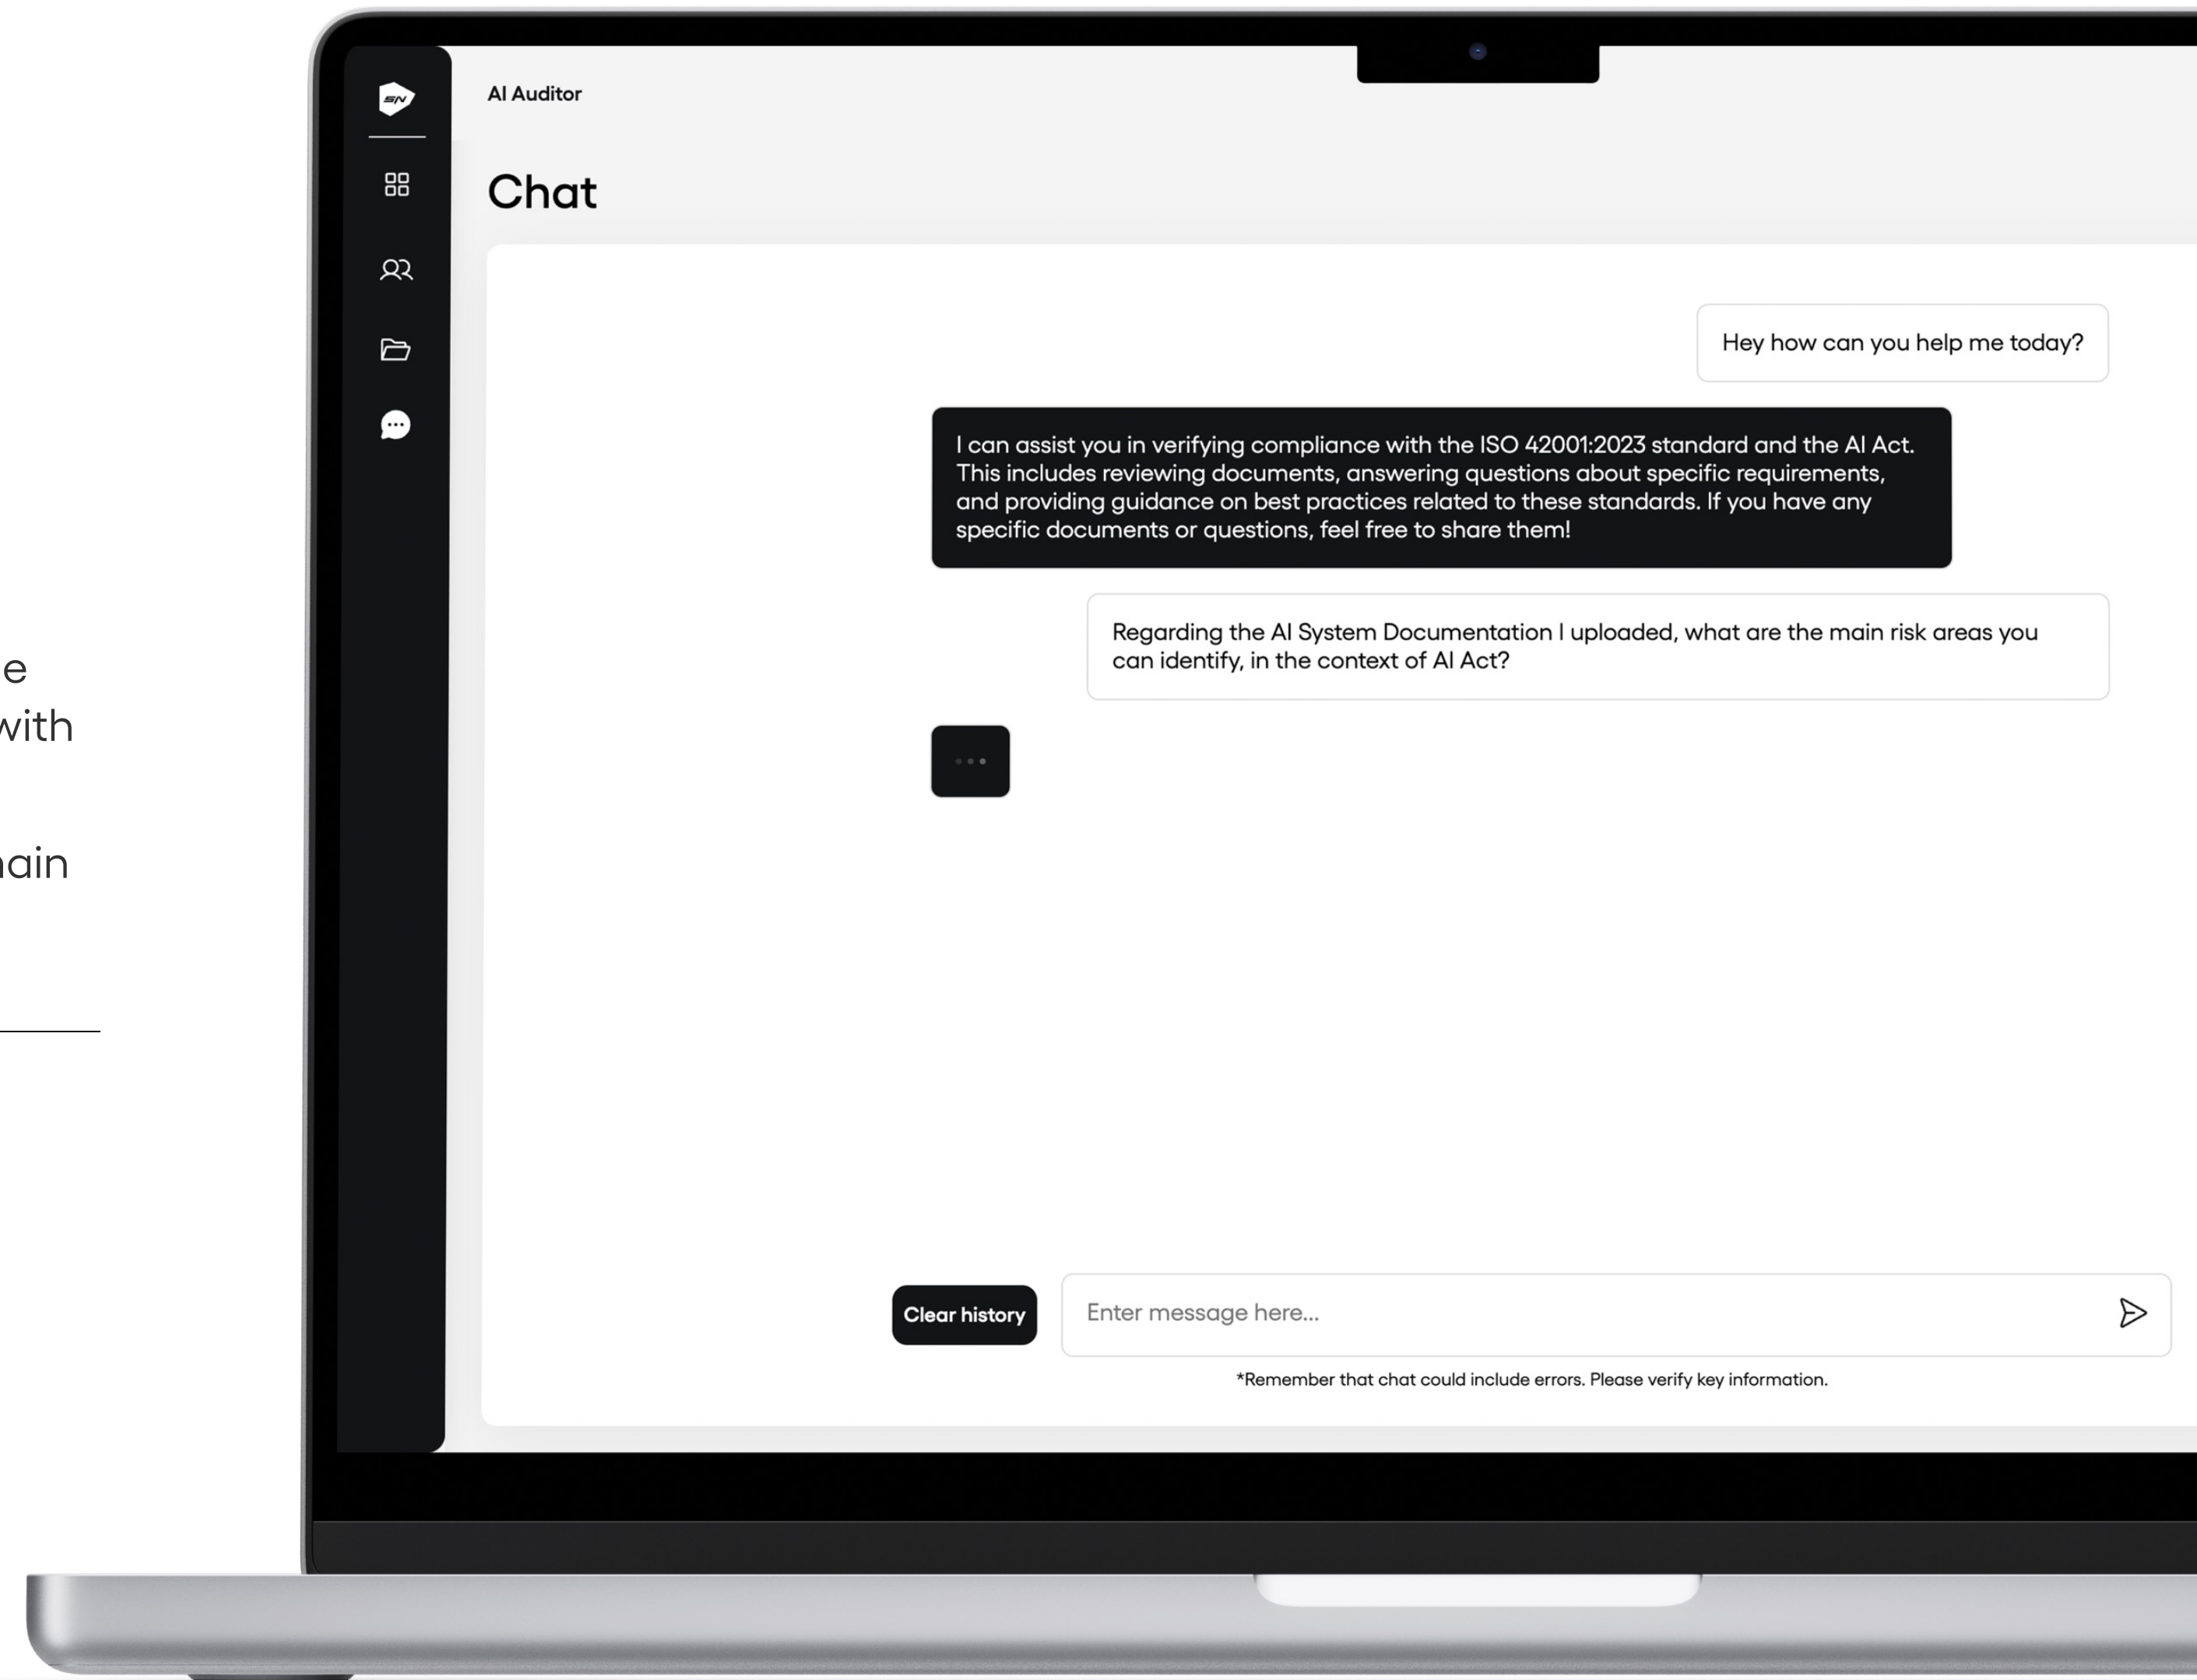 SN
AI Auditor
Chat
Hey how can you help me today?
I can assist you in verifying compliance with the ISO 42001:2023 standard and the AI Act.
This includes reviewing documents, answering questions about specific requirements,
and providing guidance on best practices related to these standards. If you have any
specific documents or questions, feel free to share them!
Regarding the AI System Documentation I uploaded, what are the main risk areas you
can identify, in the context of AI Act?
Clear history
Enter message here...
*Remember that chat could include errors. Please verify key information.
with